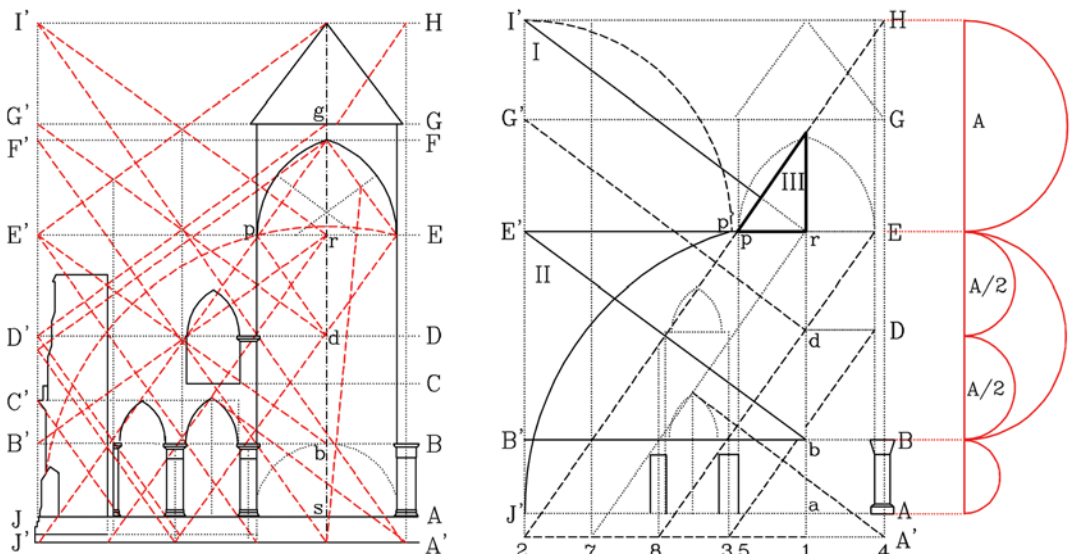 I' H
g
G' G
F' F
p r
E' E
D' d D
C' C
B' b B
J s A
J' A'
I' H
I
G' G A
III
p'
E' p r E
II
A/2
d D
A/2
B' b B
J' a A
A'
2 7 8 3 5 1 4